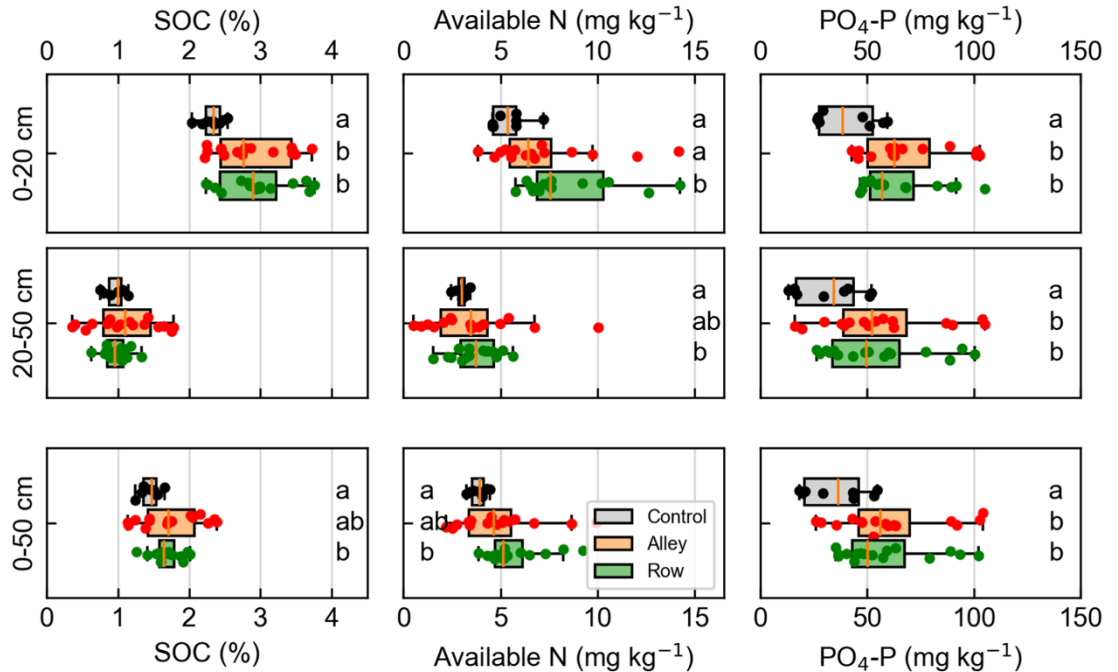 SOC (%) Available N (mg kg⁻¹) PO₄-P (mg kg⁻¹)
0 1 2 3 4 0 5 10 15 0 50 100 150
0-20 cm
a a a
b a b
b b b
20-50 cm
a a
ab b
b b
0-50 cm
a a a
ab ab b
b b b
Control
Alley
Row
0 1 2 3 4 0 5 10 15 0 50 100 150
SOC (%) Available N (mg kg⁻¹) PO₄-P (mg kg⁻¹)